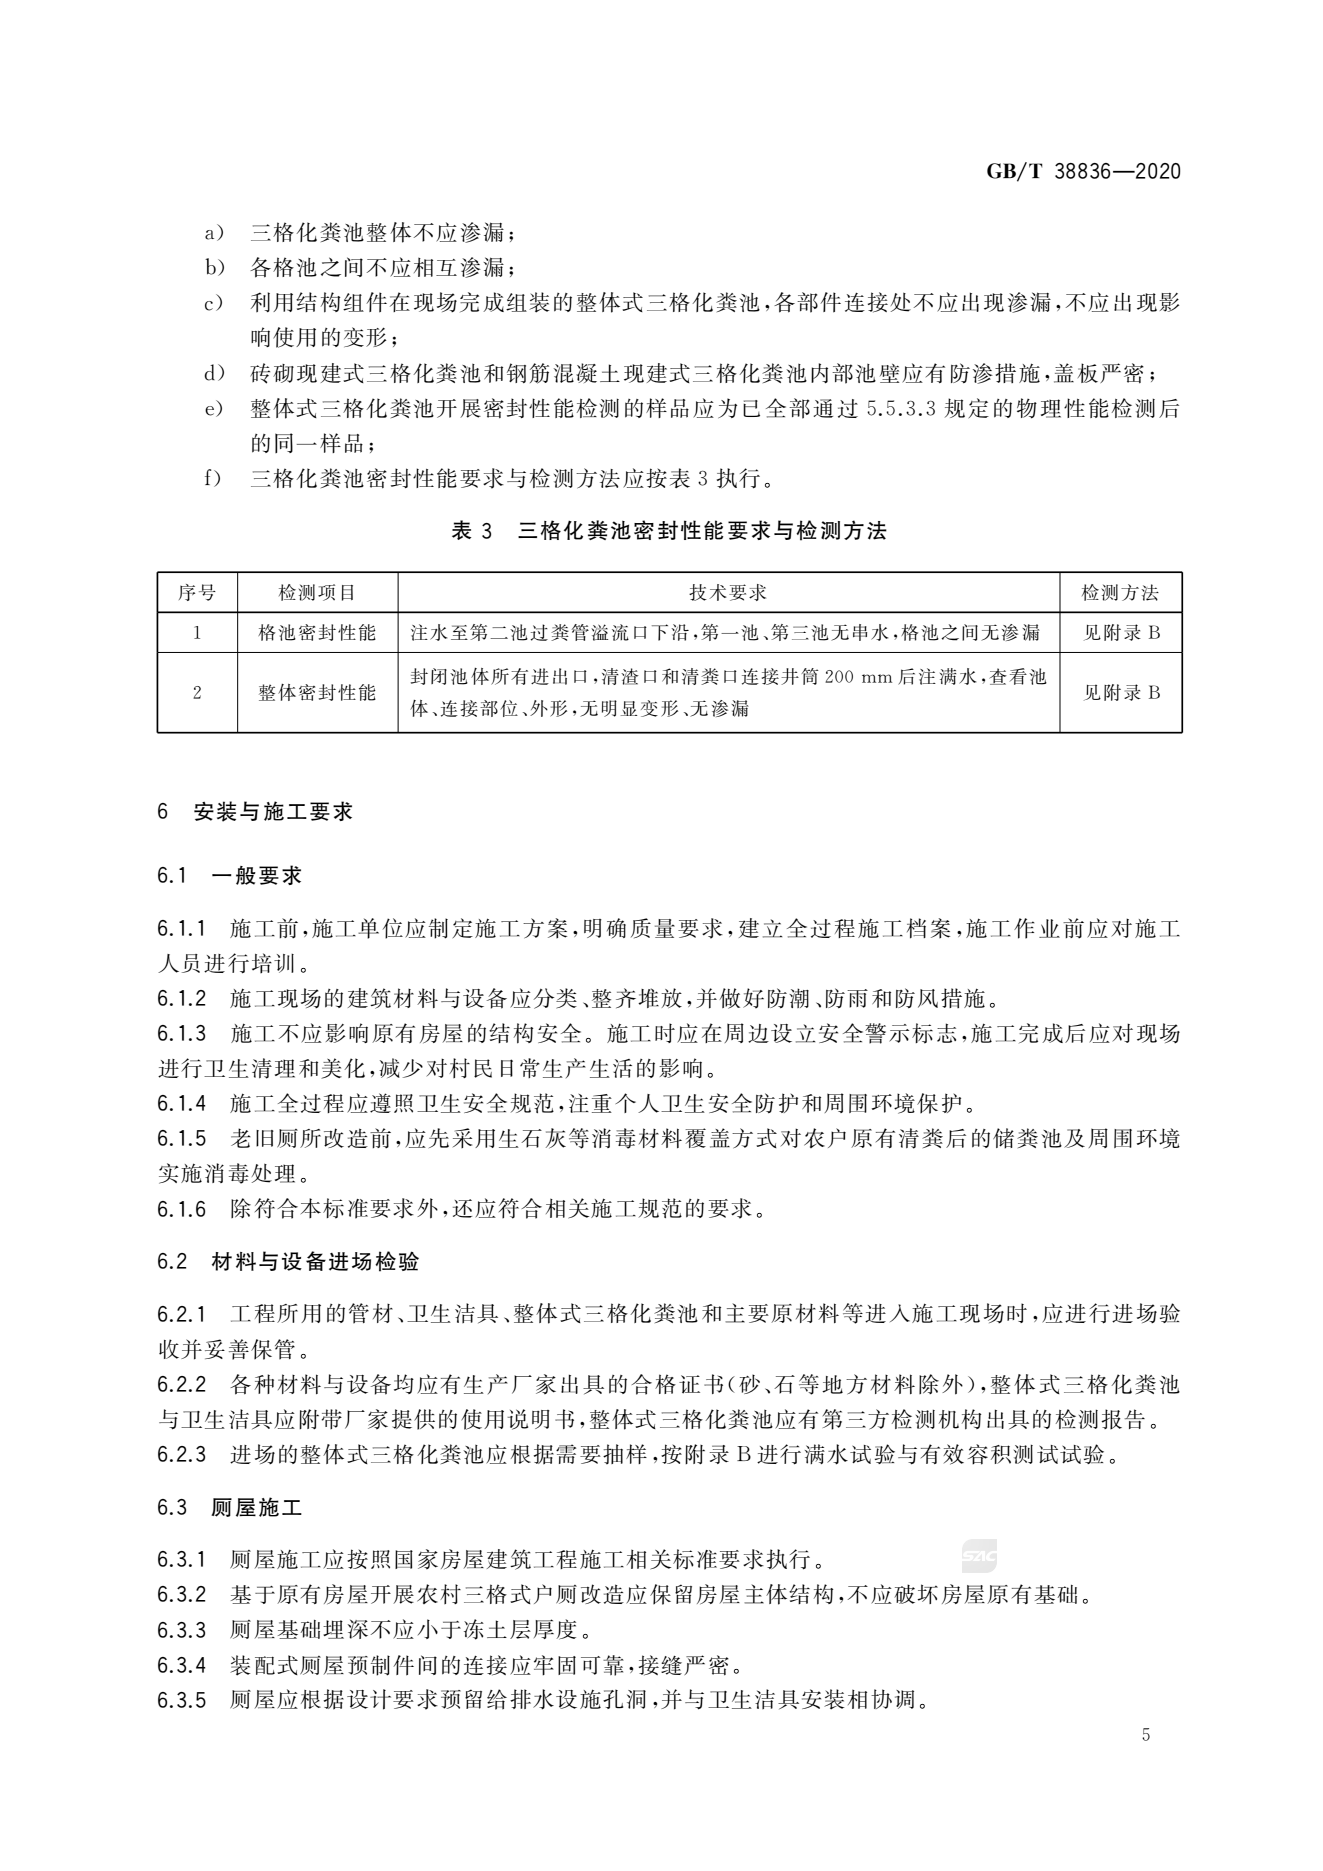 GB/T 38836—2020
a) 三格化粪池整体不应渗漏；
b) 各格池之间不应相互渗漏；
c) 利用结构组件在现场完成组装的整体式三格化粪池，各部件连接处不应出现渗漏，不应出现影
响使用的变形；
d) 砖砌现建式三格化粪池和钢筋混凝土现建式三格化粪池内部池壁应有防渗措施，盖板严密；
e) 整体式三格化粪池开展密封性能检测的样品应为已全部通过 5.5.3.3 规定的物理性能检测后
的同一样品；
f) 三格化粪池密封性能要求与检测方法应按表 3 执行。
表 3 三格化粪池密封性能要求与检测方法
序号 检测项目 技术要求 检测方法
1 格池密封性能 注水至第二池过粪管溢流口下沿，第一池、第三池无串水，格池之间无渗漏 见附录 B
2 整体密封性能 封闭池体所有进出口，清渣口和清粪口连接井筒 200 mm 后注满水，查看池
体、连接部位、外形，无明显变形、无渗漏 见附录 B
6 安装与施工要求
6.1 一般要求
6.1.1 施工前，施工单位应制定施工方案，明确质量要求，建立全过程施工档案，施工作业前应对施工
人员进行培训。
6.1.2 施工现场的建筑材料与设备应分类、整齐堆放，并做好防潮、防雨和防风措施。
6.1.3 施工不应影响原有房屋的结构安全。施工时应在周边设立安全警示标志，施工完成后应对现场
进行卫生清理和美化，减少对村民日常生产生活的影响。
6.1.4 施工全过程应遵照卫生安全规范，注重个人卫生安全防护和周围环境保护。
6.1.5 老旧厕所改造前，应先采用生石灰等消毒材料覆盖方式对农户原有清粪后的储粪池及周围环境
实施消毒处理。
6.1.6 除符合本标准要求外，还应符合相关施工规范的要求。
6.2 材料与设备进场检验
6.2.1 工程所用的管材、卫生洁具、整体式三格化粪池和主要原材料等进入施工现场时，应进行进场验
收并妥善保管。
6.2.2 各种材料与设备均应有生产厂家出具的合格证书（砂、石等地方材料除外），整体式三格化粪池
与卫生洁具应附带厂家提供的使用说明书，整体式三格化粪池应有第三方检测机构出具的检测报告。
6.2.3 进场的整体式三格化粪池应根据需要抽样，按附录 B 进行满水试验与有效容积测试试验。
6.3 厕屋施工
6.3.1 厕屋施工应按照国家房屋建筑工程施工相关标准要求执行。
SAC
6.3.2 基于原有房屋开展农村三格式户厕改造应保留房屋主体结构，不应破坏房屋原有基础。
6.3.3 厕屋基础埋深不应小于冻土层厚度。
6.3.4 装配式厕屋预制件间的连接应牢固可靠，接缝严密。
6.3.5 厕屋应根据设计要求预留给排水设施孔洞，并与卫生洁具安装相协调。
5